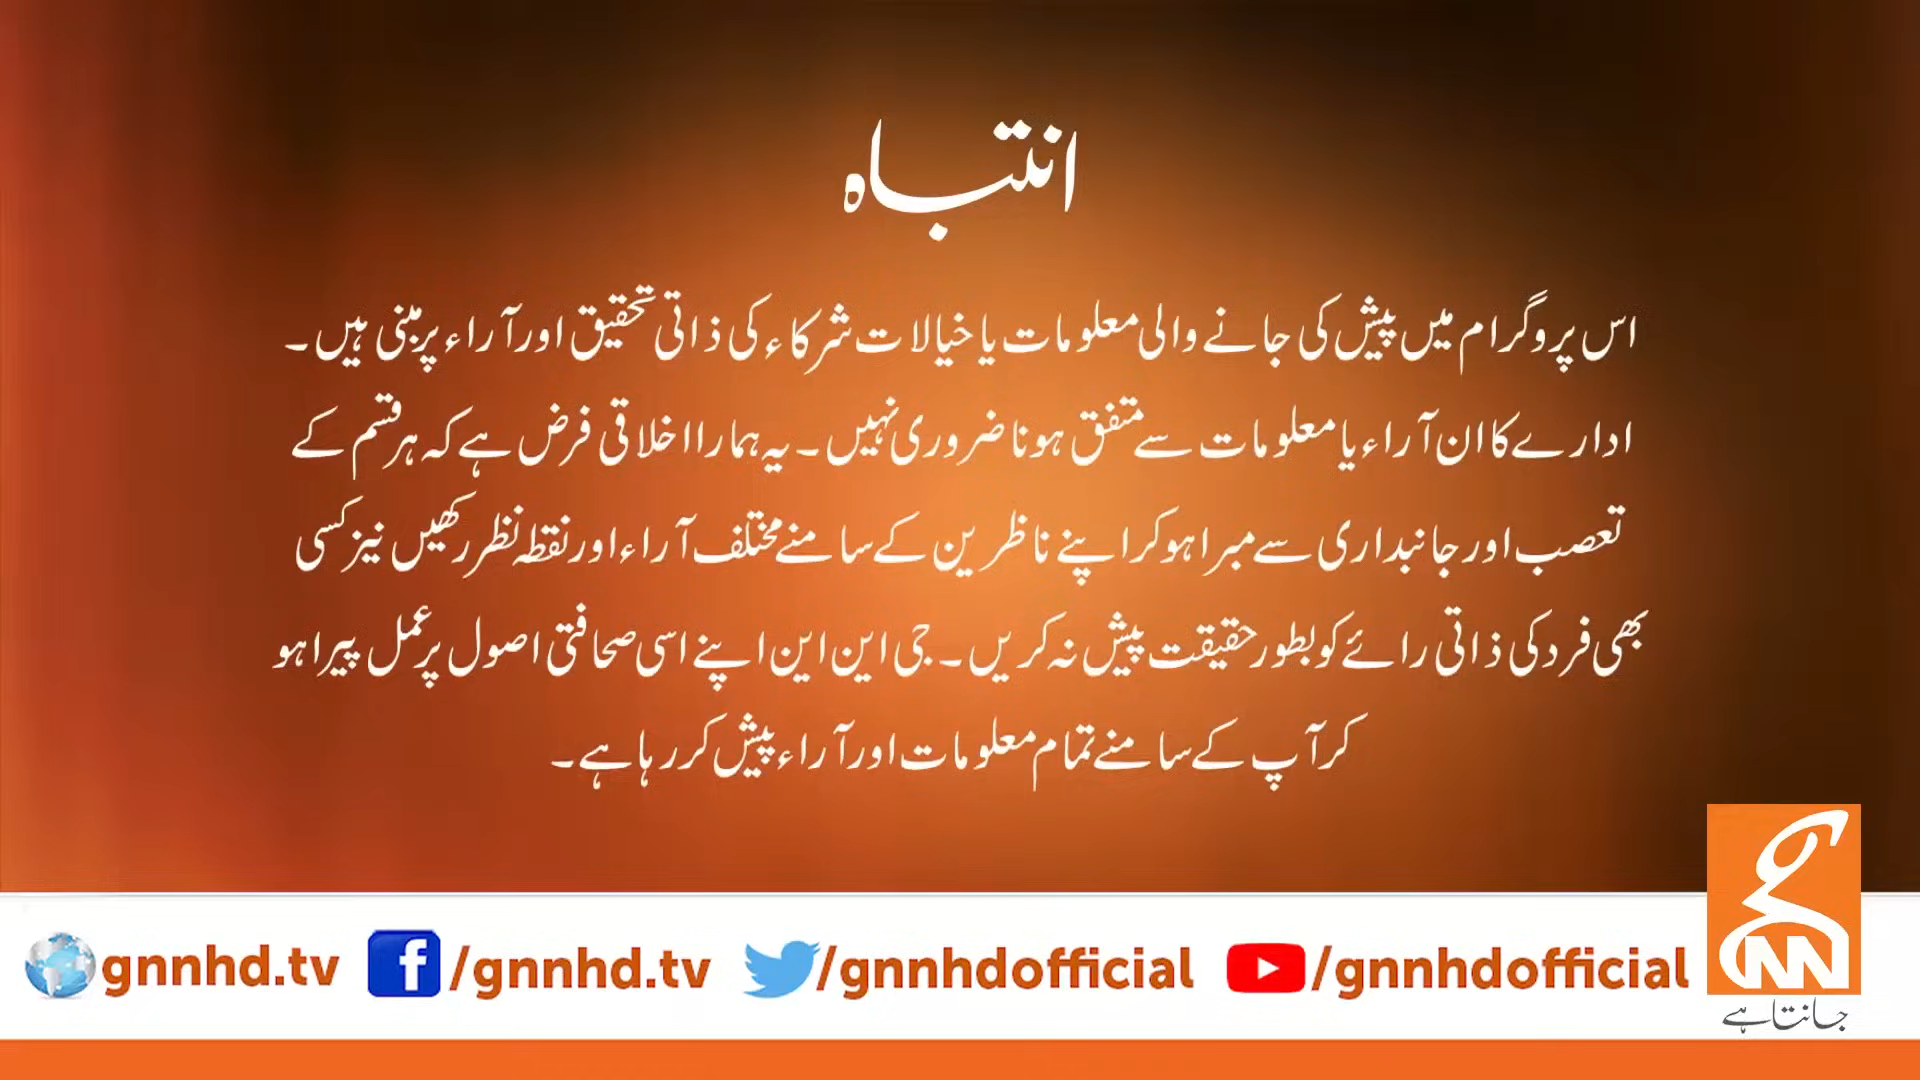 انتباہ
اس پروگرام میں پیش کی جانے والی معلومات یا خیالات شرکاء کی ذاتی تحقیق اور آراء پر مبنی ہیں۔
ادارے کا ان آراء یا معلومات سے متفق ہونا ضروری نہیں۔ یہ ہمارا اخلاقی فرض ہے کہ ہر قسم کے
تعصب اور جانبداری سے مبرا ہو کر اپنے ناظرین کے سامنے مختلف آراء اور نقطہ نظر رکھیں نیز کسی
بھی فرد کی ذاتی رائے کو بطور حقیقت پیش نہ کریں۔ جی این این اپنے اسی صحافتی اصول پر عمل پیرا ہو
کر آپ کے سامنے تمام معلومات اور آراء پیش کر رہا ہے۔
gnnhd.tv /gnnhd.tv /gnnhdofficial /gnnhdofficial
GNN
جانتا ہے